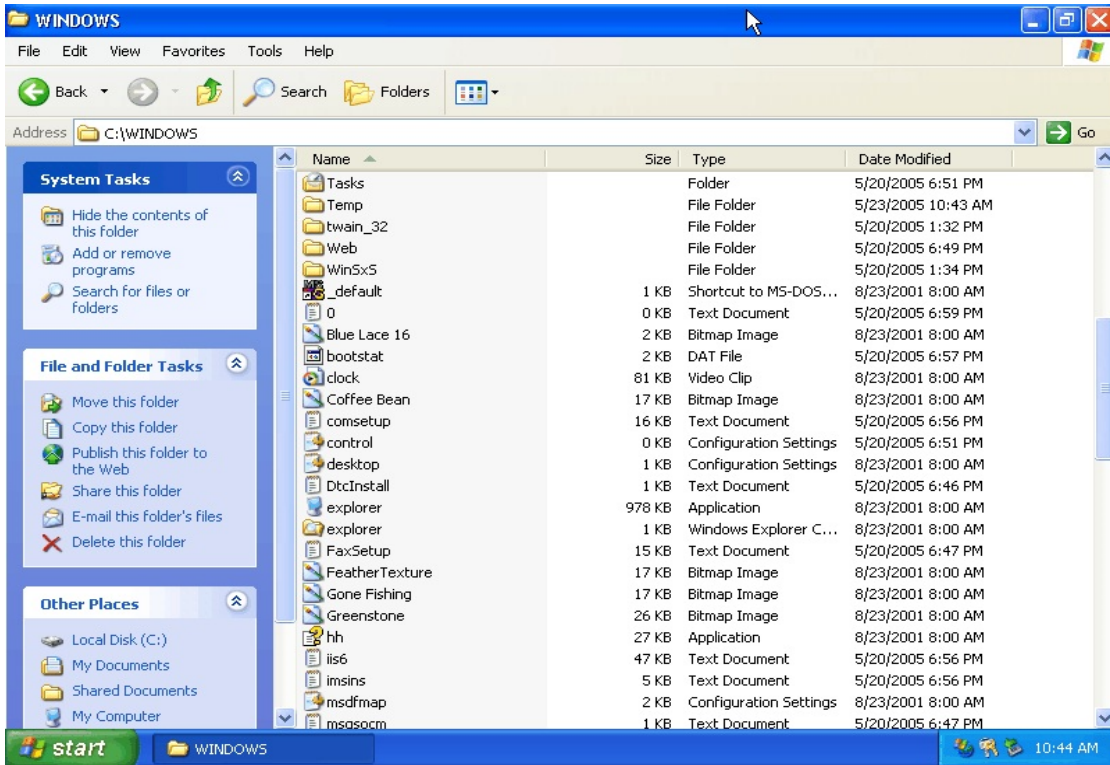 WINDOWS
File Edit View Favorites Tools Help
Back Search Folders
Address C:\WINDOWS Go
System Tasks
Hide the contents of
this folder
Add or remove
programs
Search for files or
folders
File and Folder Tasks
Move this folder
Copy this folder
Publish this folder to
the Web
Share this folder
E-mail this folder's files
Delete this folder
Other Places
Local Disk (C:)
My Documents
Shared Documents
My Computer
Name Size Type Date Modified
Tasks Folder 5/20/2005 6:51 PM
Temp File Folder 5/23/2005 10:43 AM
twain_32 File Folder 5/20/2005 1:32 PM
Web File Folder 5/20/2005 6:49 PM
WinSxS File Folder 5/20/2005 1:34 PM
_default 1 KB Shortcut to MS-DOS... 8/23/2001 8:00 AM
0 0 KB Text Document 5/20/2005 6:59 PM
Blue Lace 16 2 KB Bitmap Image 8/23/2001 8:00 AM
bootstat 2 KB DAT File 5/20/2005 6:57 PM
clock 81 KB Video Clip 8/23/2001 8:00 AM
Coffee Bean 17 KB Bitmap Image 8/23/2001 8:00 AM
comsetup 16 KB Text Document 5/20/2005 6:56 PM
control 0 KB Configuration Settings 5/20/2005 6:51 PM
desktop 1 KB Configuration Settings 8/23/2001 8:00 AM
DtcInstall 1 KB Text Document 5/20/2005 6:46 PM
explorer 978 KB Application 8/23/2001 8:00 AM
explorer 1 KB Windows Explorer C... 8/23/2001 8:00 AM
FaxSetup 15 KB Text Document 5/20/2005 6:47 PM
FeatherTexture 17 KB Bitmap Image 8/23/2001 8:00 AM
Gone Fishing 17 KB Bitmap Image 8/23/2001 8:00 AM
Greenstone 26 KB Bitmap Image 8/23/2001 8:00 AM
hh 27 KB Application 8/23/2001 8:00 AM
iis6 47 KB Text Document 5/20/2005 6:56 PM
imsins 5 KB Text Document 5/20/2005 6:56 PM
msdfmap 2 KB Configuration Settings 8/23/2001 8:00 AM
msgsocm 1 KB Text Document 5/20/2005 6:47 PM
start WINDOWS 10:44 AM